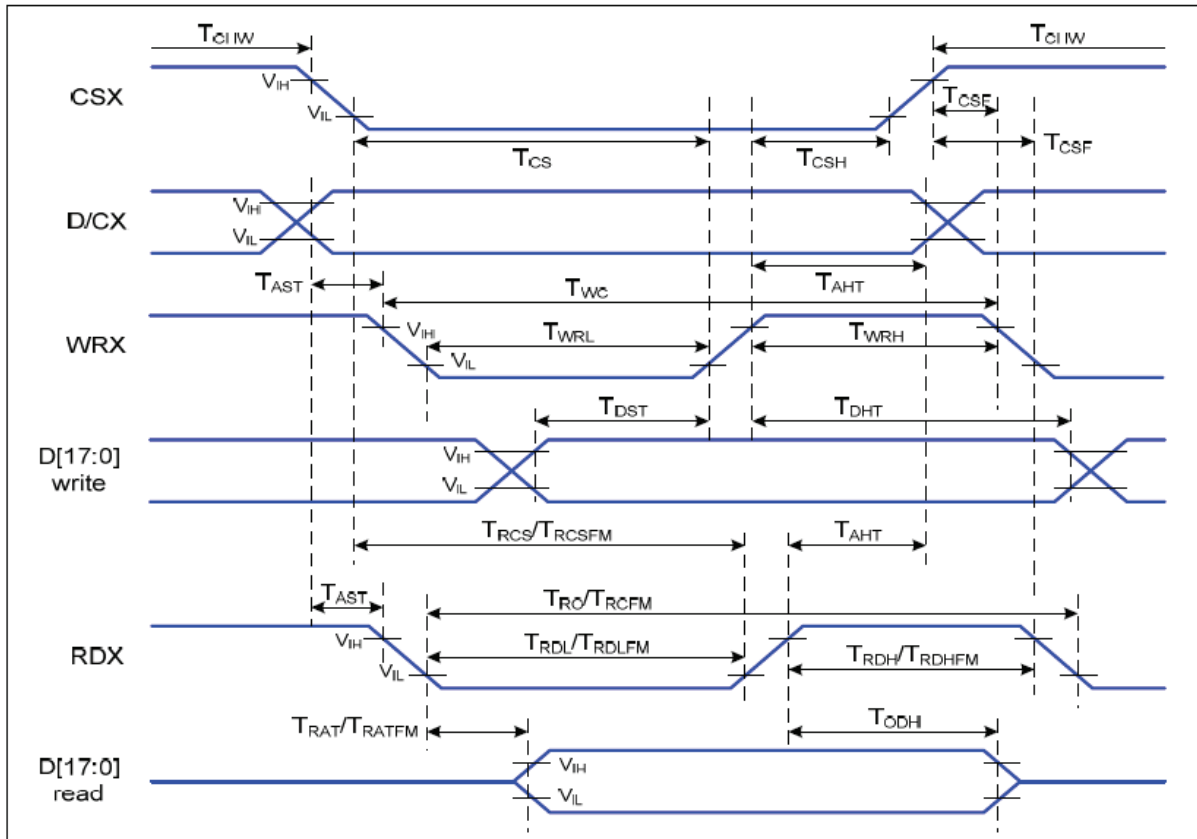 TCHW TCHW
CSX VIH VIL TCSF
TCS TCSH TCSF
D/CX VIH VIL
TAST TWC TAHT
WRX VIH VIL TWRL TWRH
TDST TDHT
D[17:0]
write
VIH
VIL
TRCS/TRCSFM TAHT
TAST TRC/TRCFM
RDX VIH VIL TRDL/TRDLFM TRDH/TRDHFM
TRAT/TRATFM TODH
D[17:0]
read
VIH
VIL